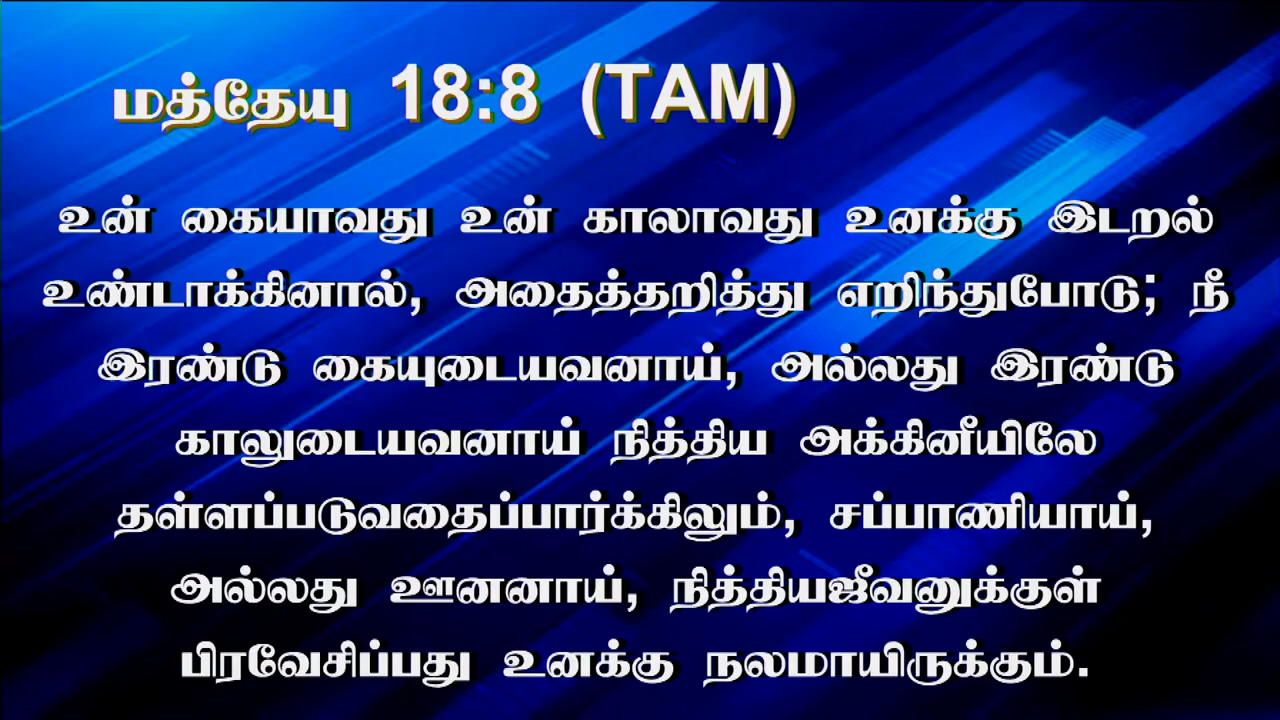 மத்தேயு 18:8 (TAM)
உன் கையாவது உன் காலாவது உனக்கு இடறல்
உண்டாக்கினால், அதைத்தறித்து எறிந்துபோடு; நீ
இரண்டு கையுடையவனாய், அல்லது இரண்டு
காலுடையவனாய் நித்திய அக்கினீயிலே
தள்ளப்படுவதைப்பார்க்கிலும், சப்பாணியாய்,
அல்லது ஊனனாய், நித்தியஜீவனுக்குள்
பிரவேசிப்பது உனக்கு நலமாயிருக்கும்.